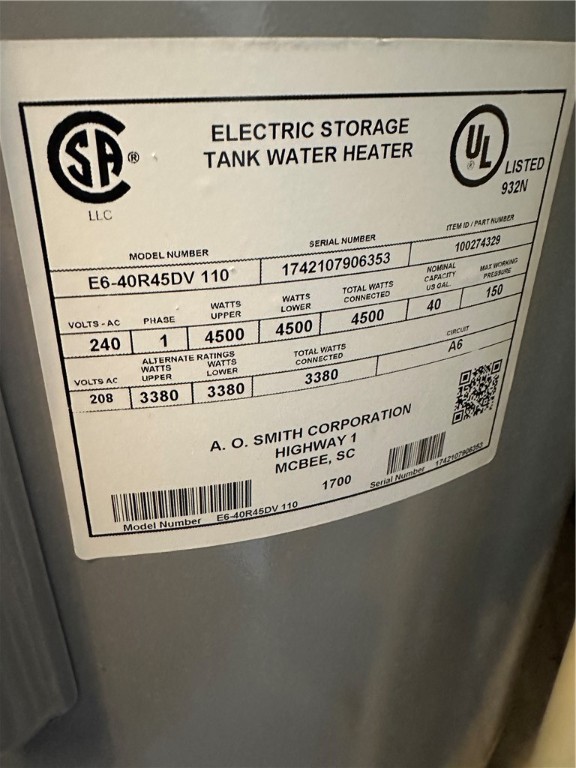 SA ®
LLC
ELECTRIC STORAGE
TANK WATER HEATER
UL ®
LISTED
932N
MODEL NUMBER SERIAL NUMBER ITEM ID / PART NUMBER
E6-40R45DV 110 1742107906353 100274329
VOLTS - AC PHASE WATTS UPPER WATTS LOWER TOTAL WATTS CONNECTED NOMINAL CAPACITY US GAL. MAX WORKING PRESSURE
240 1 4500 4500 4500 40 150
ALTERNATE RATINGS
VOLTS AC WATTS UPPER WATTS LOWER TOTAL WATTS CONNECTED CIRCUIT
208 3380 3380 3380 A6
A. O. SMITH CORPORATION
HIGHWAY 1
MCBEE, SC
1700
Model Number E6-40R45DV 110
Serial Number 1742107906353